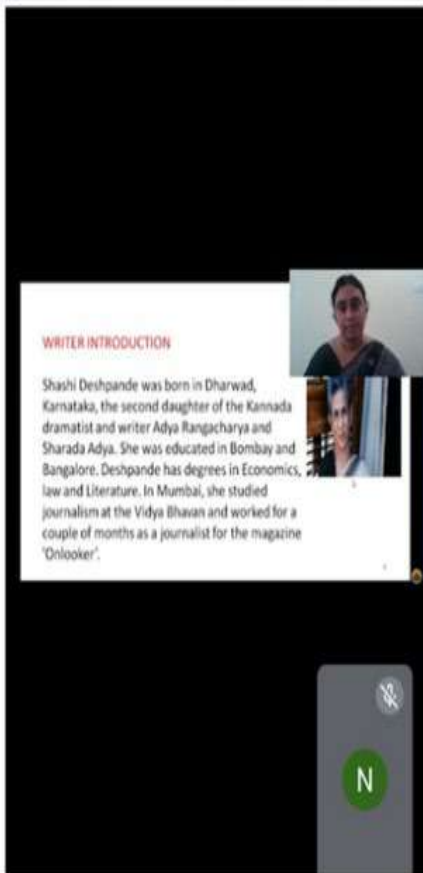 WRITER INTRODUCTION
Shashi Deshpande was born in Dharwad,
Karnataka, the second daughter of the Kannada
dramatist and writer Adya Rangacharya and
Sharada Adya. She was educated in Bombay and
Bangalore. Deshpande has degrees in Economics,
law and Literature. In Mumbai, she studied
journalism at the Vidya Bhavan and worked for a
couple of months as a journalist for the magazine
'Onlooker'.
N